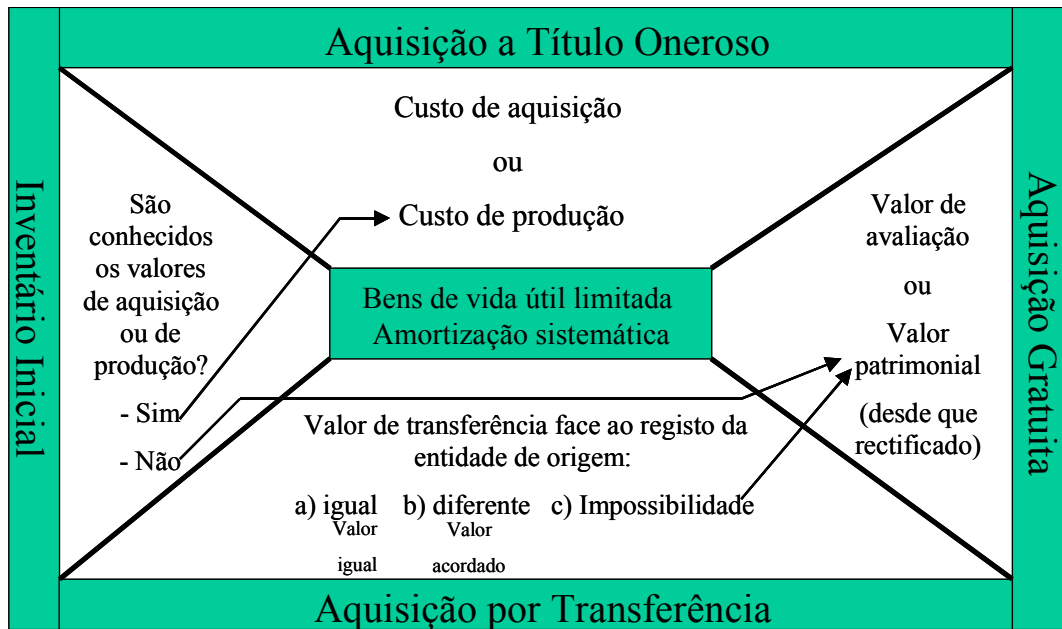 Aquisição a Título Oneroso
Inventário Inicial
Custo de aquisição
ou
Custo de produção
São
conhecidos
os valores
de aquisição
ou de
produção?
- Sim
- Não
Bens de vida útil limitada
Amortização sistemática
Valor de
avaliação
ou
Valor
patrimonial
(desde que
rectificado)
Aquisição Gratuita
Valor de transferência face ao registo da
entidade de origem:
a) igual b) diferente c) Impossibilidade
Valor Valor
igual acordado
Aquisição por Transferência